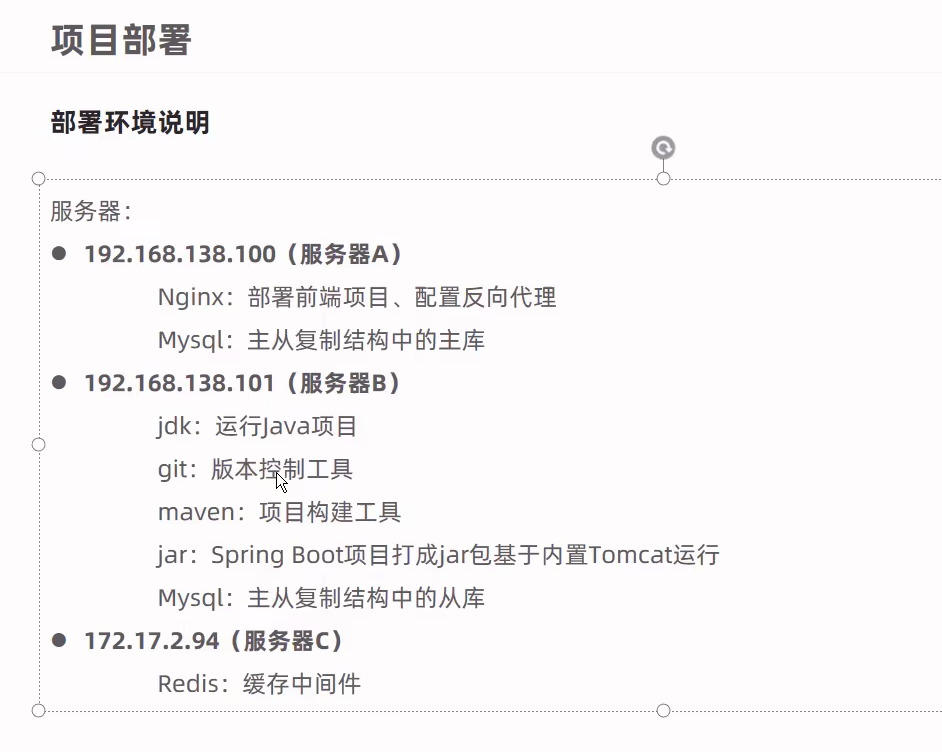 项目部署
部署环境说明
服务器：
● 192.168.138.100（服务器A）
Nginx：部署前端项目、配置反向代理
Mysql：主从复制结构中的主库
● 192.168.138.101（服务器B）
jdk：运行Java项目
git：版本控制工具
maven：项目构建工具
jar：Spring Boot项目打成jar包基于内置Tomcat运行
Mysql：主从复制结构中的从库
● 172.17.2.94（服务器C）
Redis：缓存中间件